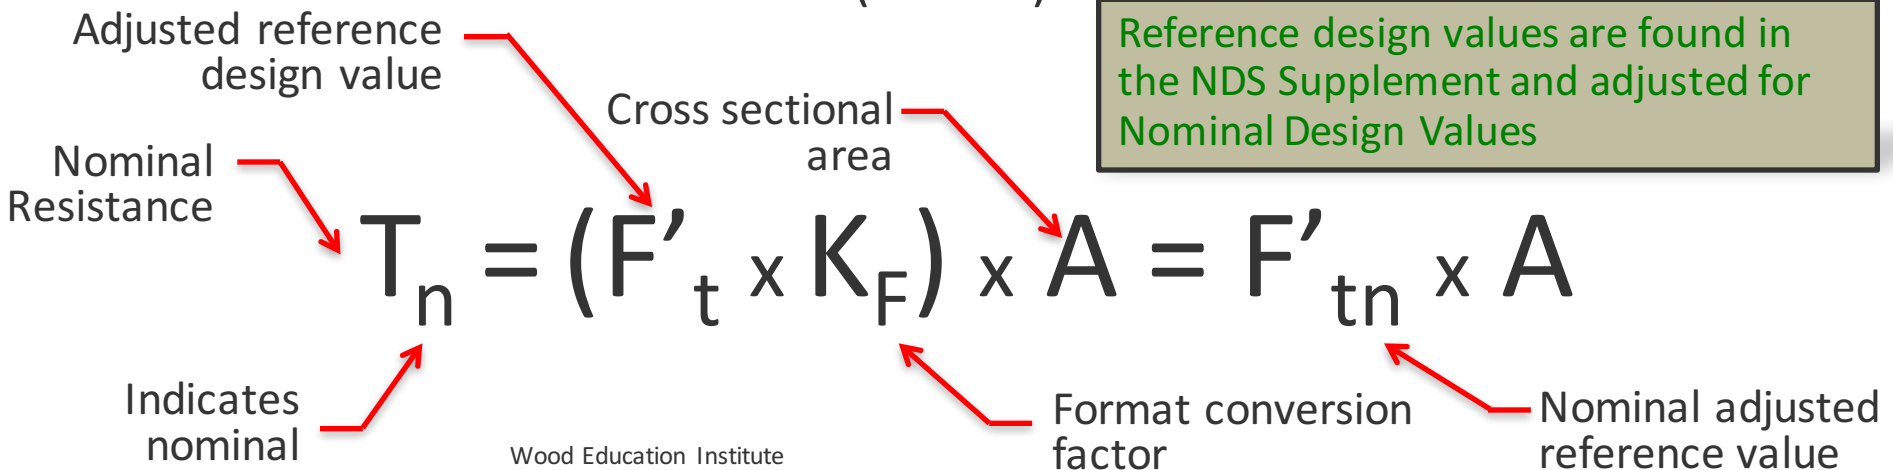 Adjusted reference
design value
Reference design values are found in
the NDS Supplement and adjusted for
Nominal Design Values
Cross sectional
area
Nominal
Resistance
Tn = (F’t x KF) x A = F’tn x A
Indicates
nominal
Format conversion
factor
Nominal adjusted
reference value
Wood Education Institute